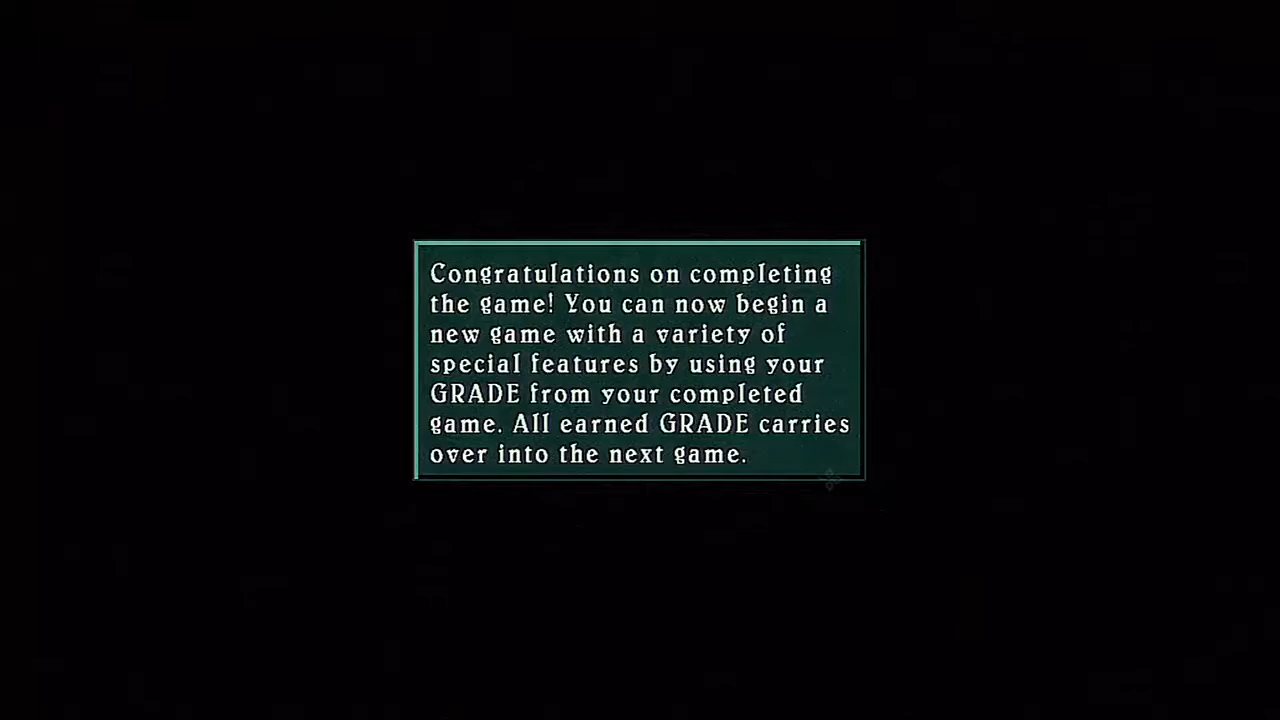 Congratulations on completing
the game! You can now begin a
new game with a variety of
special features by using your
GRADE from your completed
game. All earned GRADE carries
over into the next game.